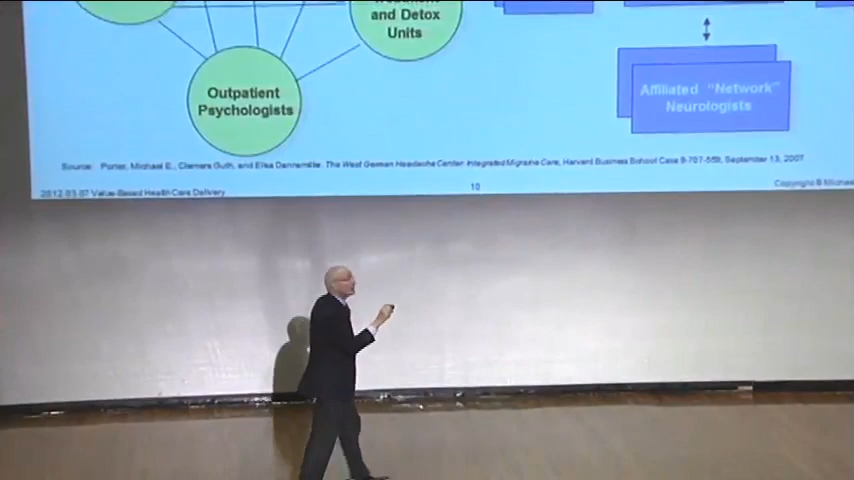 and Detox
Units
Outpatient
Psychologists
Affiliated "Network"
Neurologists
Source: Porter, Michael E., Clemens Guth, and Elisa Dannemiller, The West German Headache Center: Integrated Migraine Care, Harvard Business School Case 9-707-559, September 13, 2007
2012-03-07 Value-Based Health Care Delivery
10
Copyright © Michael